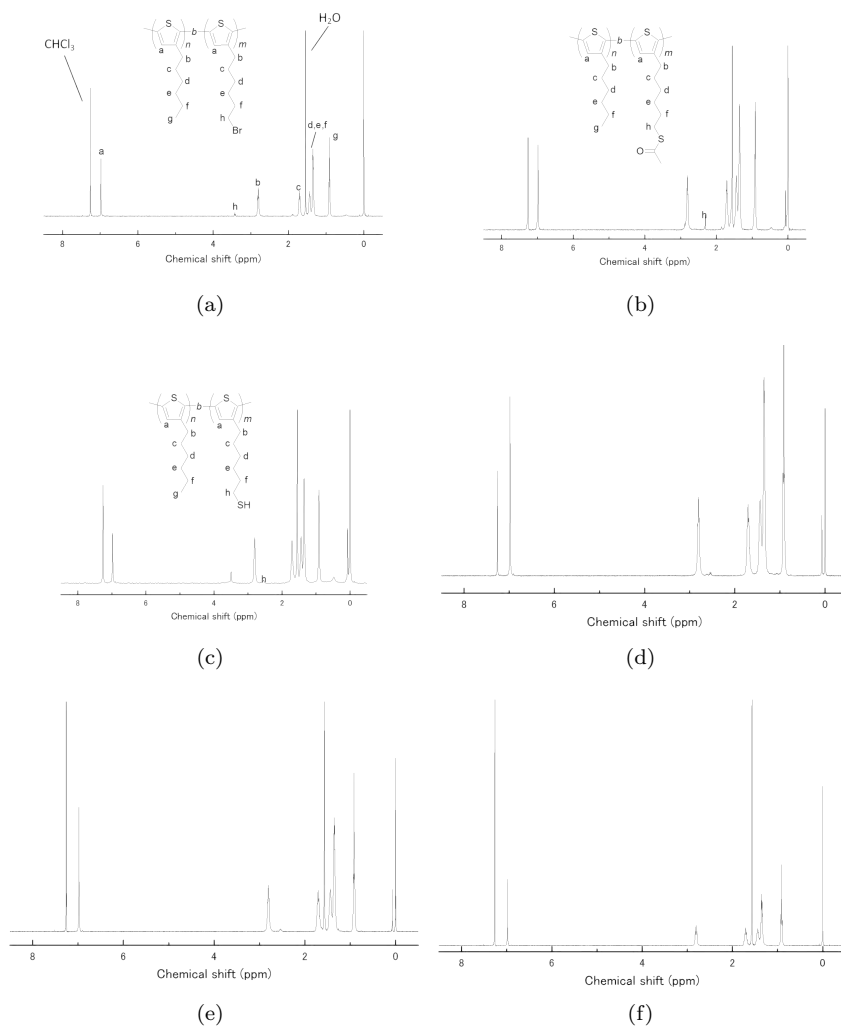 CHCl₃
H₂O
S
b
S
n
m
a
a
b
b
c
c
d
d
e
e
f
f
g
h
Br
a
h
b
c
d,e,f
g
8
6
4
2
0
Chemical shift (ppm)
(a)
S
b
S
n
m
a
a
b
b
c
c
d
d
e
e
f
f
g
h
S
O
h
8
6
4
2
0
Chemical shift (ppm)
(b)
S
b
S
n
m
a
a
b
b
c
c
d
d
e
e
f
f
g
h
SH
h
8
6
4
2
0
Chemical shift (ppm)
(c)
8
6
4
2
0
Chemical shift (ppm)
(d)
8
6
4
2
0
Chemical shift (ppm)
(e)
8
6
4
2
0
Chemical shift (ppm)
(f)